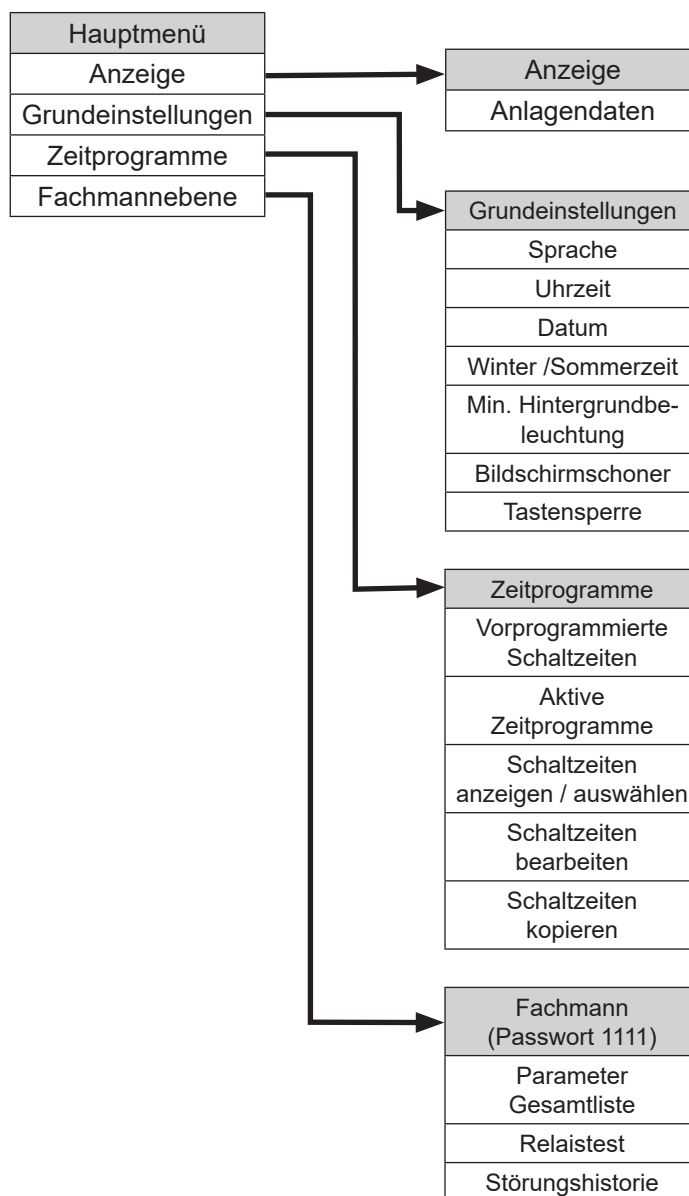 Hauptmenü
Anzeige
Grundeinstellungen
Zeitprogramme
Fachmannebene
Anzeige
Anlagendaten
Grundeinstellungen
Sprache
Uhrzeit
Datum
Winter /Sommerzeit
Min. Hintergrundbe-
leuchtung
Bildschirmschoner
Tastensperre
Zeitprogramme
Vorprogrammierte
Schaltzeiten
Aktive
Zeitprogramme
Schaltzeiten
anzeigen / auswählen
Schaltzeiten
bearbeiten
Schaltzeiten
kopieren
Fachmann
(Passwort 1111)
Parameter
Gesamtliste
Relaistest
Störungshistorie